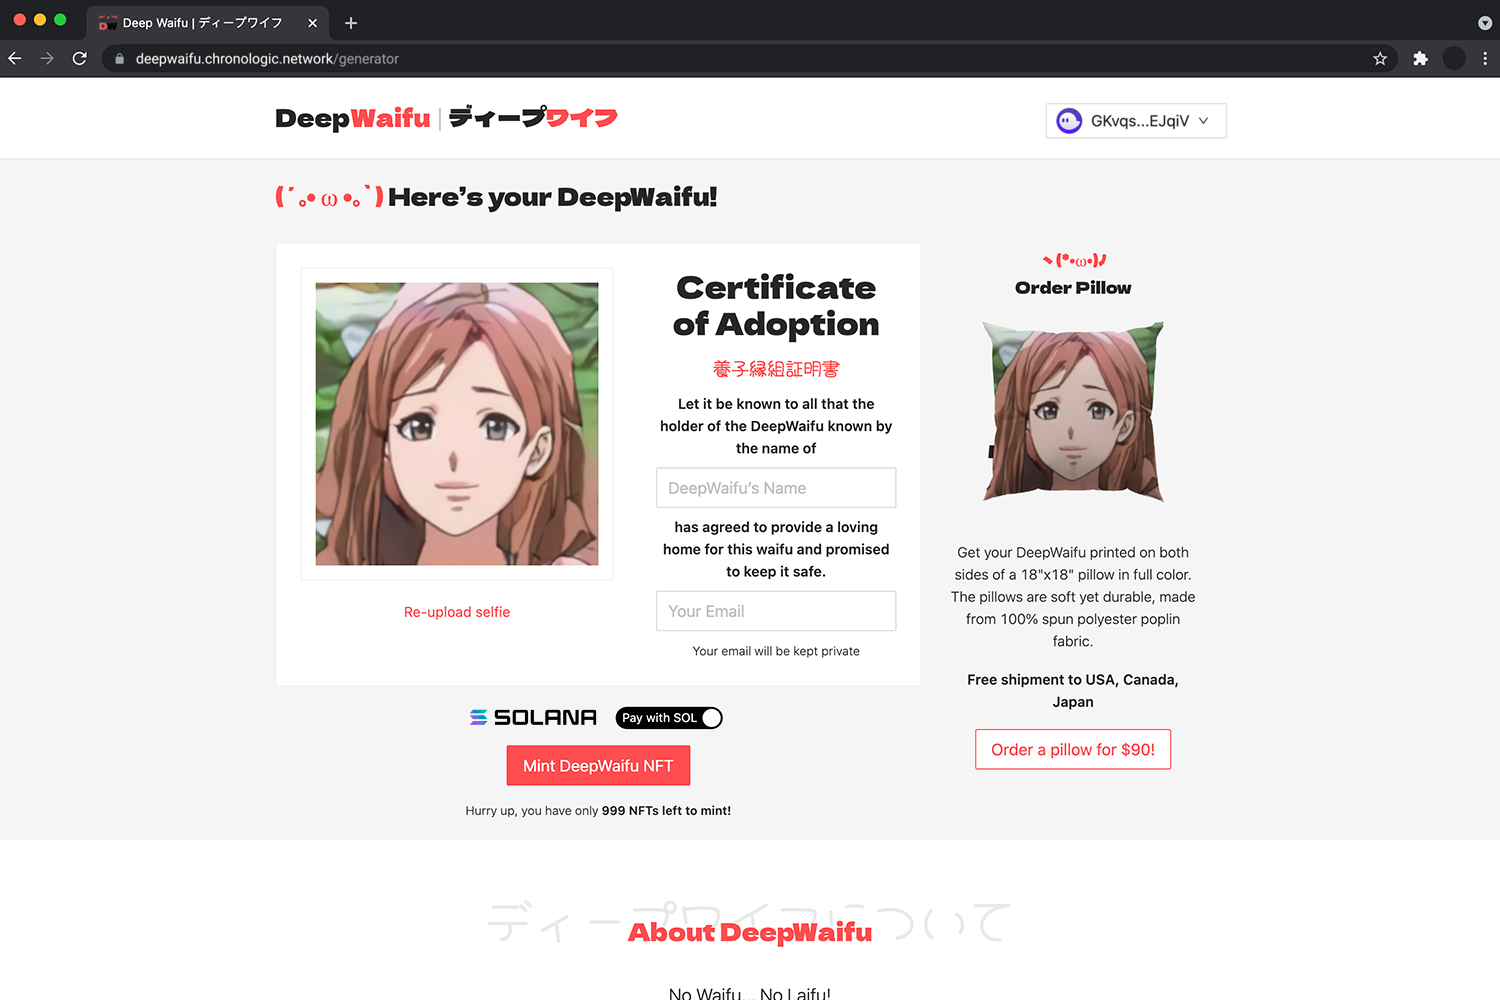 Deep Waifu | ディープワイフ
deepwaifu.chronologic.network/generator
DeepWaifu | ディープワイフ
GKvqs...EJqiV
(´｡• ω •｡`) Here's your DeepWaifu!
Certificate
of Adoption
養子縁組証明書
Let it be known to all that the
holder of the DeepWaifu known by
the name of
DeepWaifu's Name
has agreed to provide a loving
home for this waifu and promised
to keep it safe.
Your Email
Your email will be kept private
Re-upload selfie
SOLANA
Pay with SOL
Mint DeepWaifu NFT
Hurry up, you have only 999 NFTs left to mint!
ヽ(*•ω•)ﾉ
Order Pillow
Get your DeepWaifu printed on both
sides of a 18"x18" pillow in full color.
The pillows are soft yet durable, made
from 100% spun polyester poplin
fabric.
Free shipment to USA, Canada,
Japan
Order a pillow for $90!
ディープワイフについて
About DeepWaifu
No Waifu... No Laifu!